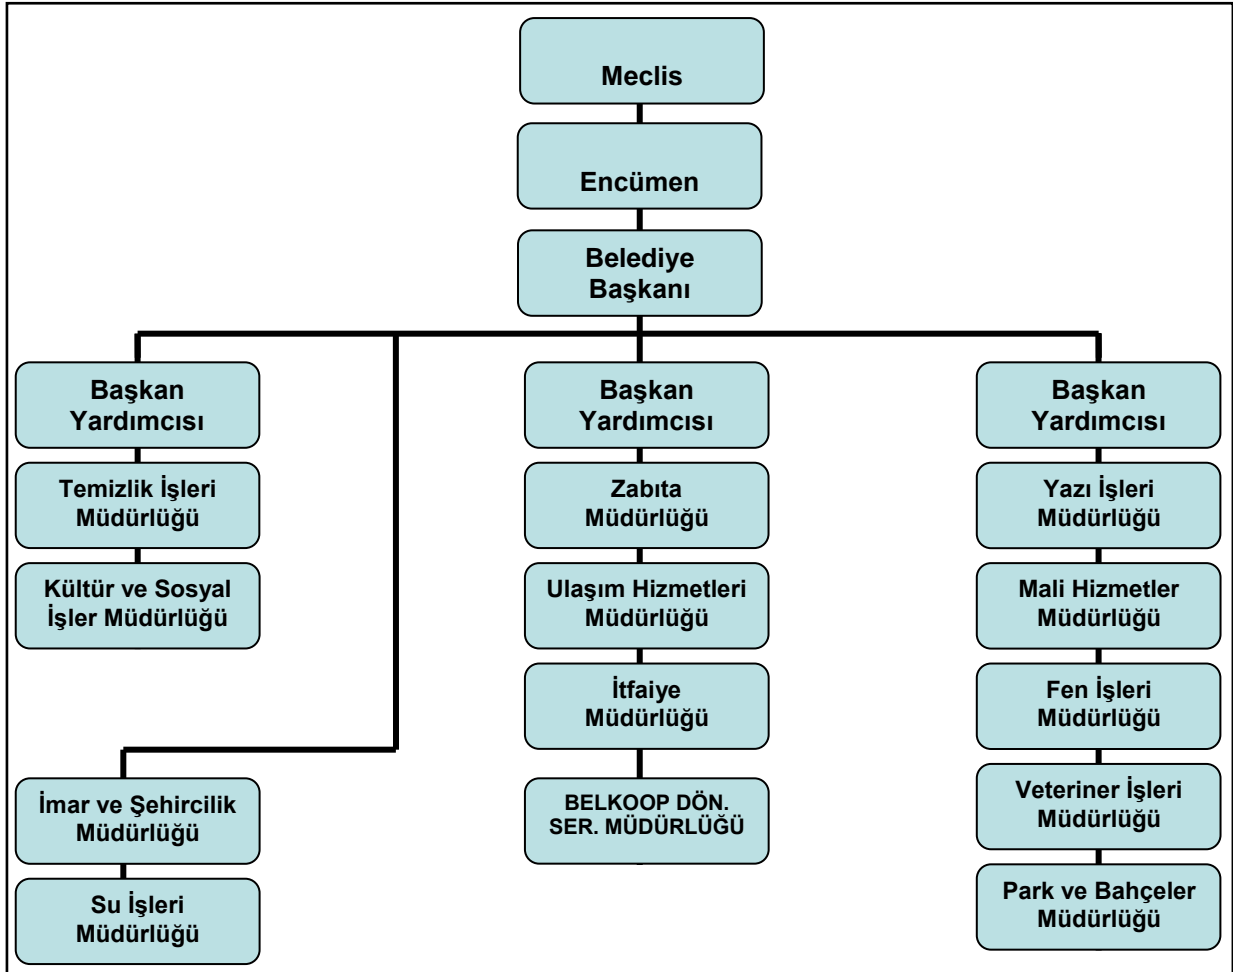 Meclis
Encümen
Belediye
Başkanı
Başkan
Yardımcısı
Temizlik İşleri
Müdürlüğü
Kültür ve Sosyal
İşler Müdürlüğü
İmar ve Şehircilik
Müdürlüğü
Su İşleri
Müdürlüğü
Başkan
Yardımcısı
Zabıta
Müdürlüğü
Ulaşım Hizmetleri
Müdürlüğü
İtfaiye
Müdürlüğü
BELKOOP DÖN.
SER. MÜDÜRLÜĞÜ
Başkan
Yardımcısı
Yazı İşleri
Müdürlüğü
Mali Hizmetler
Müdürlüğü
Fen İşleri
Müdürlüğü
Veteriner İşleri
Müdürlüğü
Park ve Bahçeler
Müdürlüğü